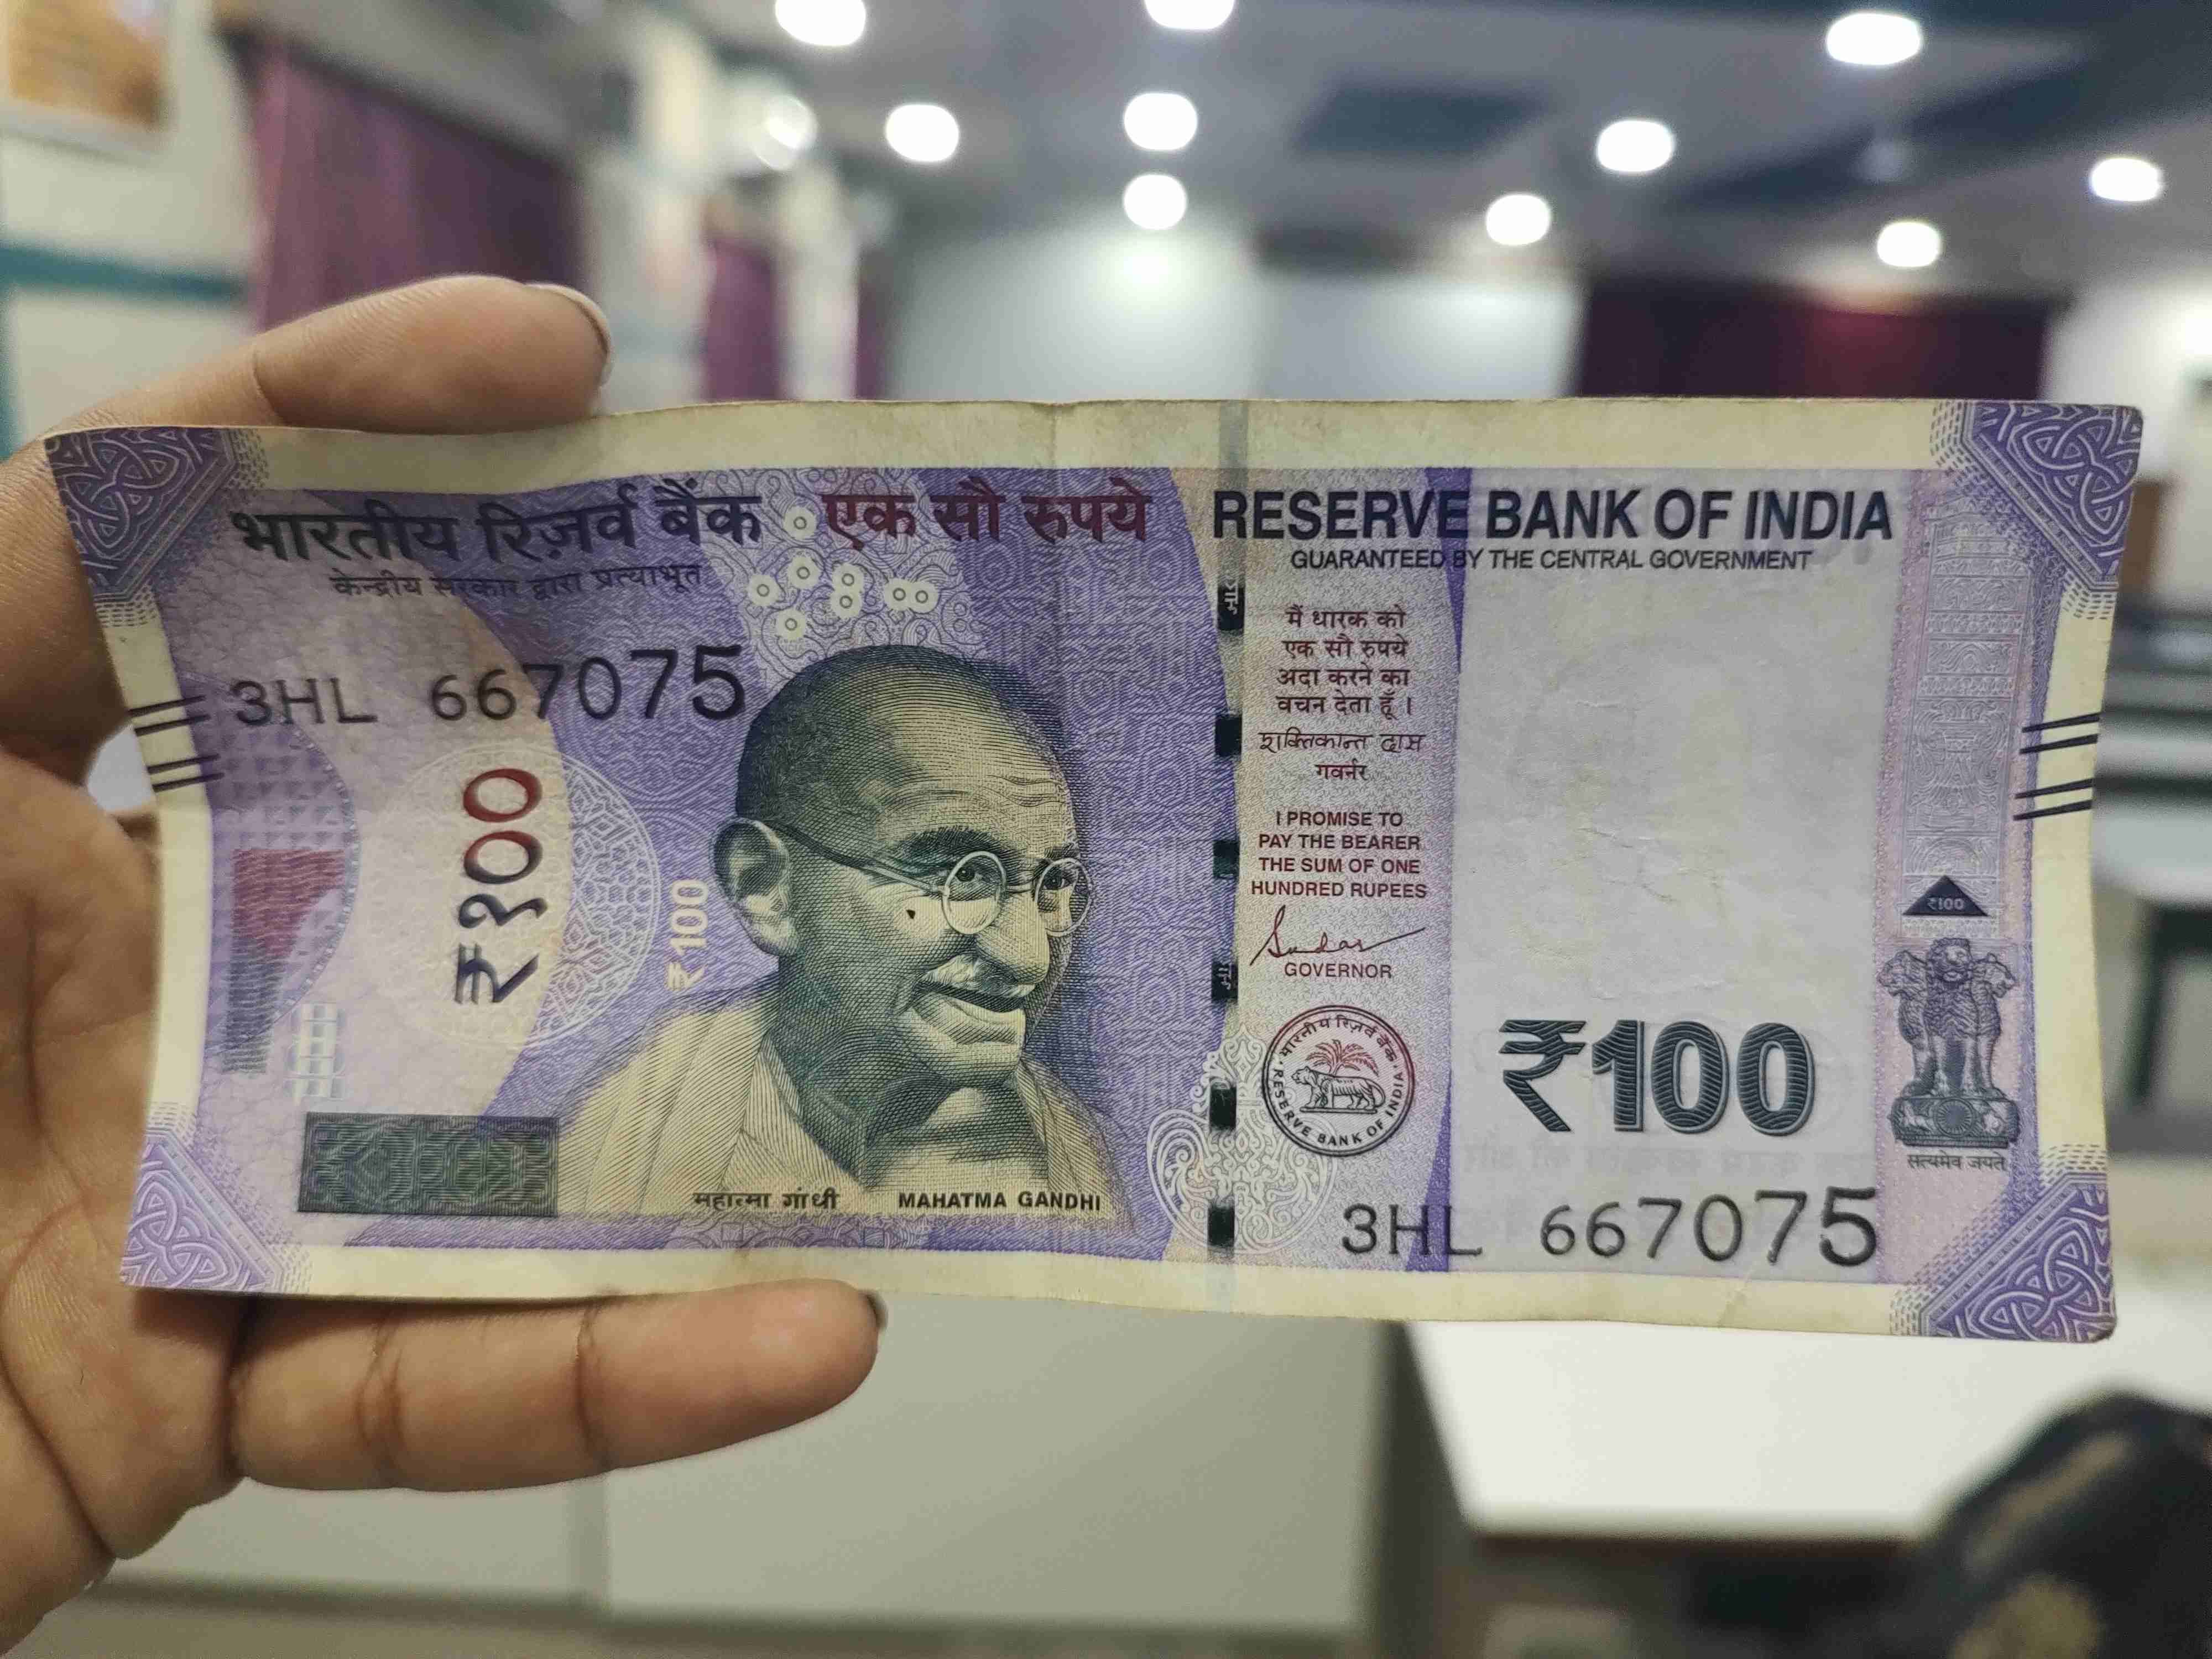 भारतीय रिज़र्व बैंक एक सौ रुपये
केन्द्रीय सरकार द्वारा प्रत्याभूत
3HL 667075
₹१००
₹100
महात्मा गांधी MAHATMA GANDHI
RESERVE BANK OF INDIA
GUARANTEED BY THE CENTRAL GOVERNMENT
मैं धारक को
एक सौ रुपये
अदा करने का
वचन देता हूँ।
शक्तिकान्त दास
गवर्नर
I PROMISE TO
PAY THE BEARER
THE SUM OF ONE
HUNDRED RUPEES
GOVERNOR
भारतीय रिज़र्व बैंक
RESERVE BANK OF INDIA
₹100
₹100
सत्यमेव जयते
3HL 667075